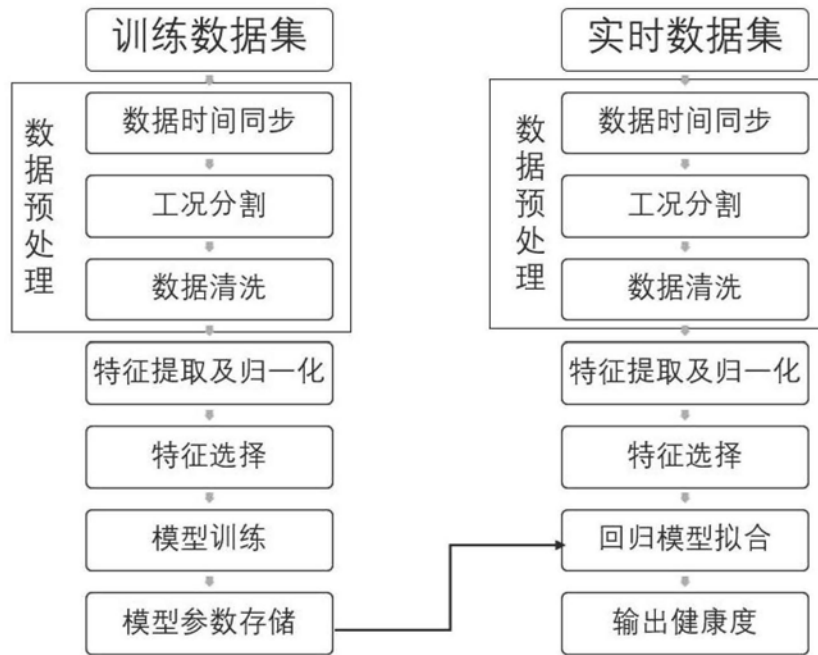 训练数据集
数据预处理
数据时间同步
工况分割
数据清洗
特征提取及归一化
特征选择
模型训练
模型参数存储
实时数据集
数据预处理
数据时间同步
工况分割
数据清洗
特征提取及归一化
特征选择
回归模型拟合
输出健康度